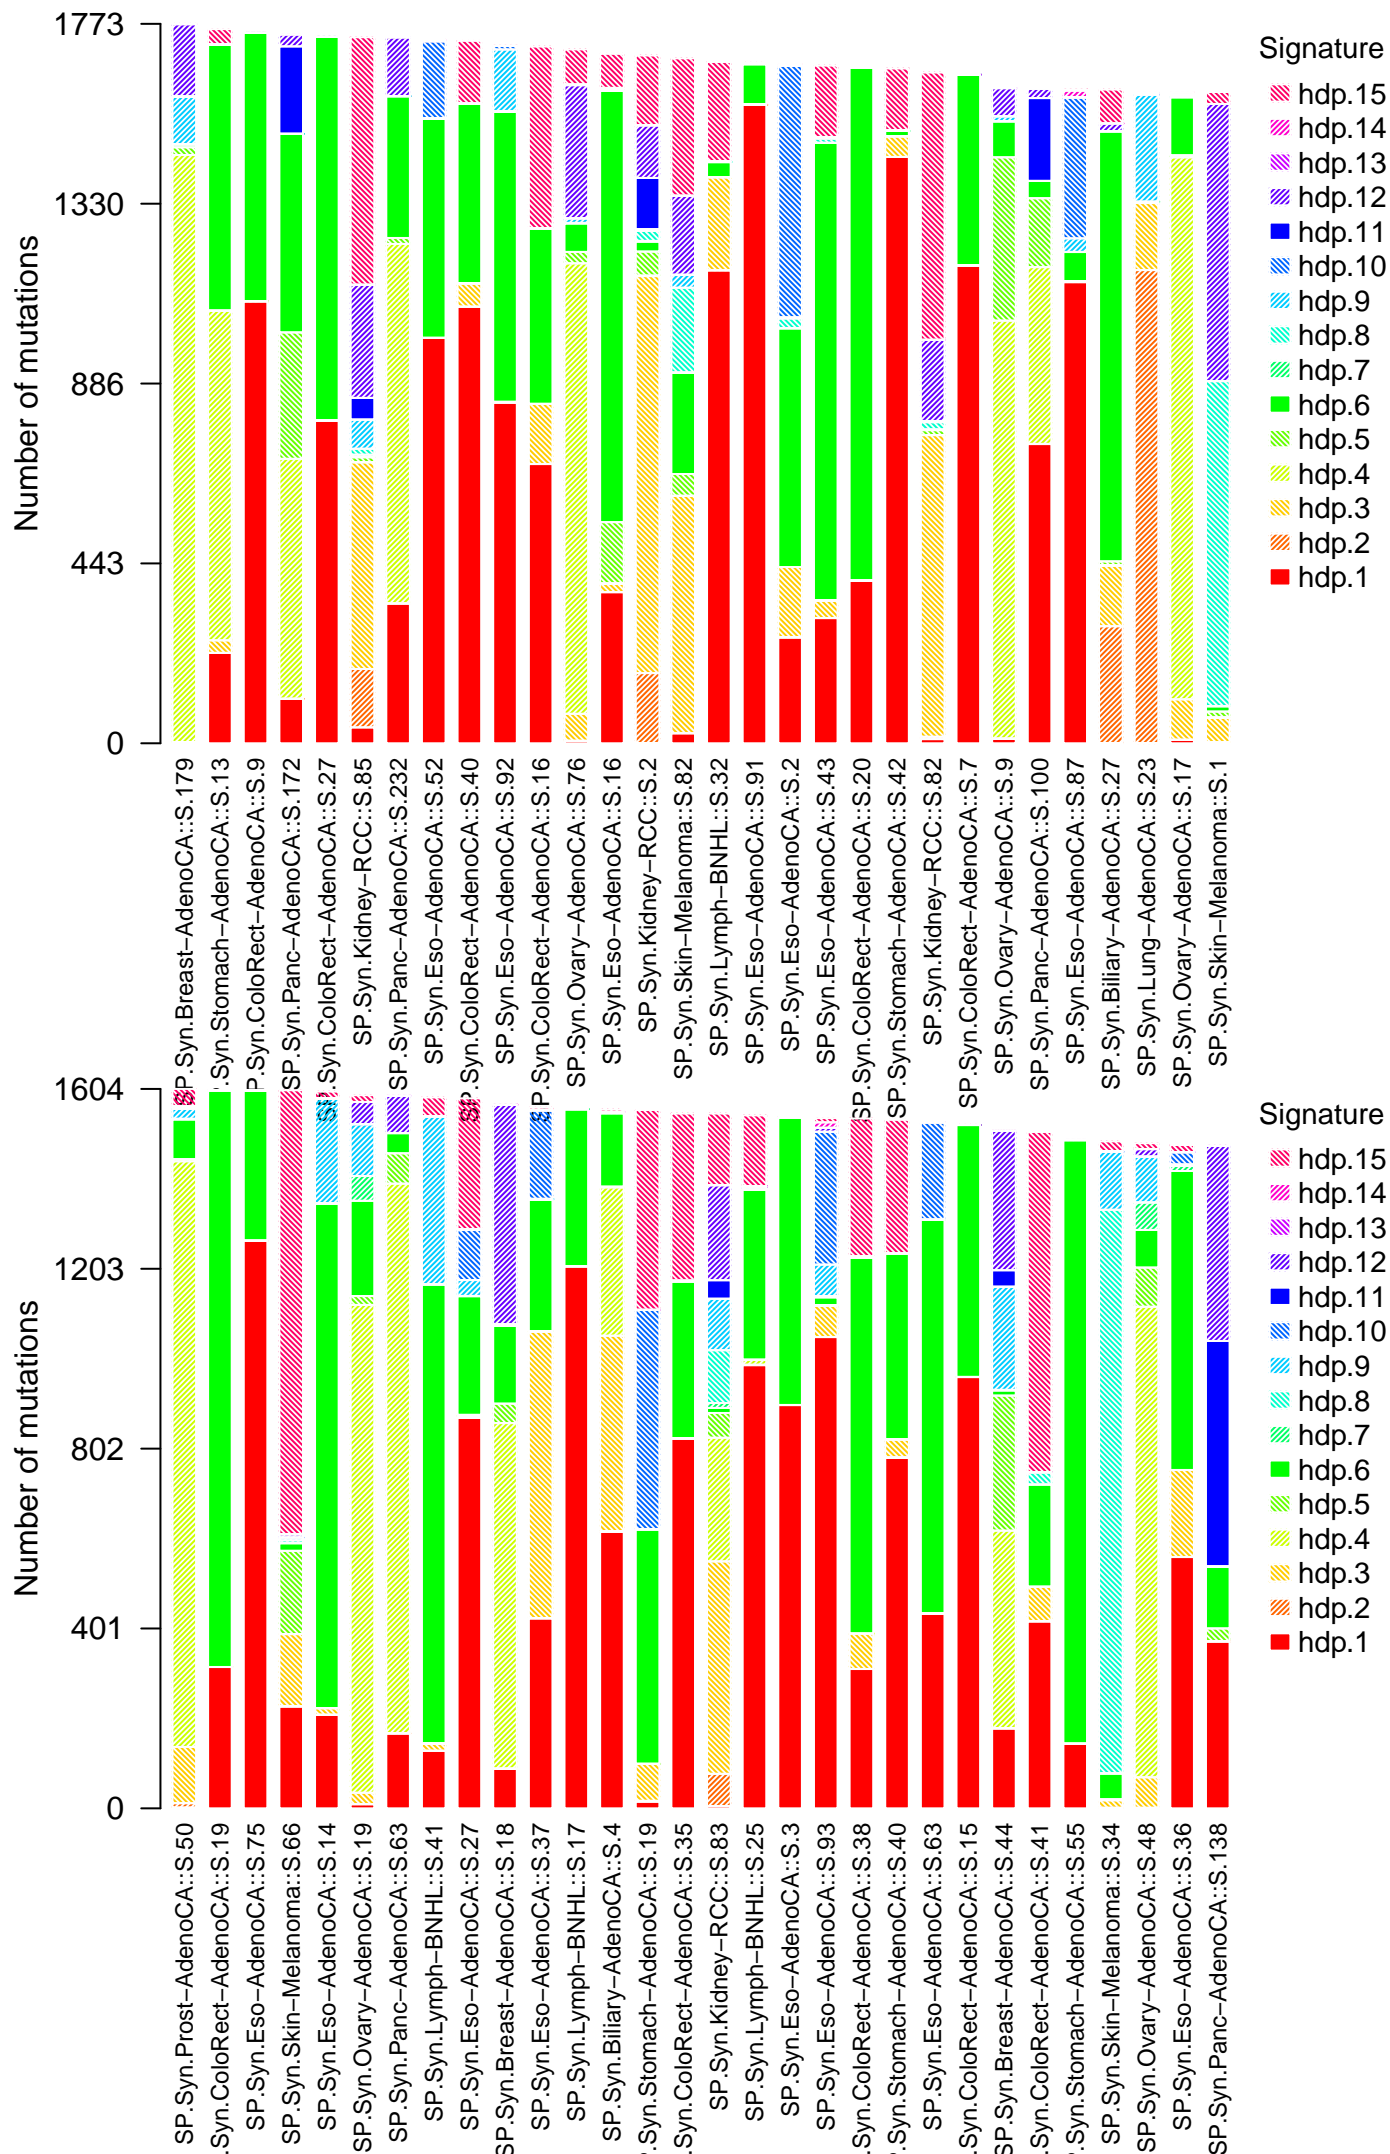 1773
1330
886
443
0
Number of mutations
Signature
hdp.15
hdp.14
hdp.13
hdp.12
hdp.11
hdp.10
hdp.9
hdp.8
hdp.7
hdp.6
hdp.5
hdp.4
hdp.3
hdp.2
hdp.1
SP.Syn.Breast−AdenoCA::S.179
SP.Syn.Stomach−AdenoCA::S.13
SP.Syn.ColoRect−AdenoCA::S.9
SP.Syn.Panc−AdenoCA::S.172
SP.Syn.ColoRect−AdenoCA::S.27
SP.Syn.Kidney−RCC::S.85
SP.Syn.Panc−AdenoCA::S.232
SP.Syn.Eso−AdenoCA::S.52
SP.Syn.ColoRect−AdenoCA::S.40
SP.Syn.Eso−AdenoCA::S.92
SP.Syn.ColoRect−AdenoCA::S.16
SP.Syn.Ovary−AdenoCA::S.76
SP.Syn.Eso−AdenoCA::S.16
SP.Syn.Kidney−RCC::S.2
SP.Syn.Skin−Melanoma::S.82
SP.Syn.Lymph−BNHL::S.32
SP.Syn.Eso−AdenoCA::S.91
SP.Syn.Eso−AdenoCA::S.2
SP.Syn.Eso−AdenoCA::S.43
SP.Syn.ColoRect−AdenoCA::S.20
SP.Syn.Stomach−AdenoCA::S.42
SP.Syn.Kidney−RCC::S.82
SP.Syn.ColoRect−AdenoCA::S.7
SP.Syn.Ovary−AdenoCA::S.9
SP.Syn.Panc−AdenoCA::S.100
SP.Syn.Eso−AdenoCA::S.87
SP.Syn.Biliary−AdenoCA::S.27
SP.Syn.Lung−AdenoCA::S.23
SP.Syn.Ovary−AdenoCA::S.17
SP.Syn.Skin−Melanoma::S.1
1604
1203
802
401
0
Number of mutations
Signature
hdp.15
hdp.14
hdp.13
hdp.12
hdp.11
hdp.10
hdp.9
hdp.8
hdp.7
hdp.6
hdp.5
hdp.4
hdp.3
hdp.2
hdp.1
SP.Syn.Prost−AdenoCA::S.50
.Syn.ColoRect−AdenoCA::S.19
SP.Syn.Eso−AdenoCA::S.75
SP.Syn.Skin−Melanoma::S.66
SP.Syn.Eso−AdenoCA::S.14
SP.Syn.Ovary−AdenoCA::S.19
SP.Syn.Panc−AdenoCA::S.63
SP.Syn.Lymph−BNHL::S.41
.Syn.ColoRect−AdenoCA::S.27
SP.Syn.Breast−AdenoCA::S.18
SP.Syn.Eso−AdenoCA::S.37
SP.Syn.Lymph−BNHL::S.17
SP.Syn.Biliary−AdenoCA::S.4
.Syn.Stomach−AdenoCA::S.19
.Syn.ColoRect−AdenoCA::S.35
SP.Syn.Kidney−RCC::S.83
SP.Syn.Lymph−BNHL::S.25
SP.Syn.Eso−AdenoCA::S.3
SP.Syn.Eso−AdenoCA::S.93
.Syn.ColoRect−AdenoCA::S.38
.Syn.Stomach−AdenoCA::S.40
SP.Syn.Eso−AdenoCA::S.63
.Syn.ColoRect−AdenoCA::S.15
SP.Syn.Breast−AdenoCA::S.44
.Syn.ColoRect−AdenoCA::S.41
.Syn.Stomach−AdenoCA::S.55
SP.Syn.Skin−Melanoma::S.34
SP.Syn.Ovary−AdenoCA::S.48
SP.Syn.Eso−AdenoCA::S.36
SP.Syn.Panc−AdenoCA::S.138